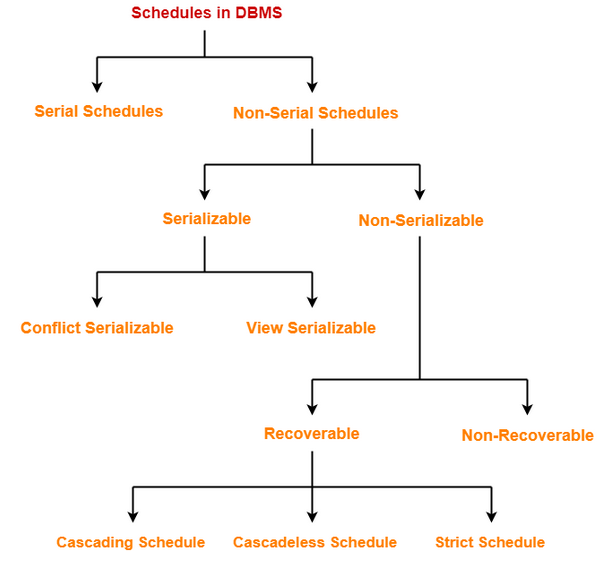 Schedules in DBMS
Serial Schedules
Non-Serial Schedules
Serializable
Non-Serializable
Conflict Serializable
View Serializable
Recoverable
Non-Recoverable
Cascading Schedule
Cascadeless Schedule
Strict Schedule